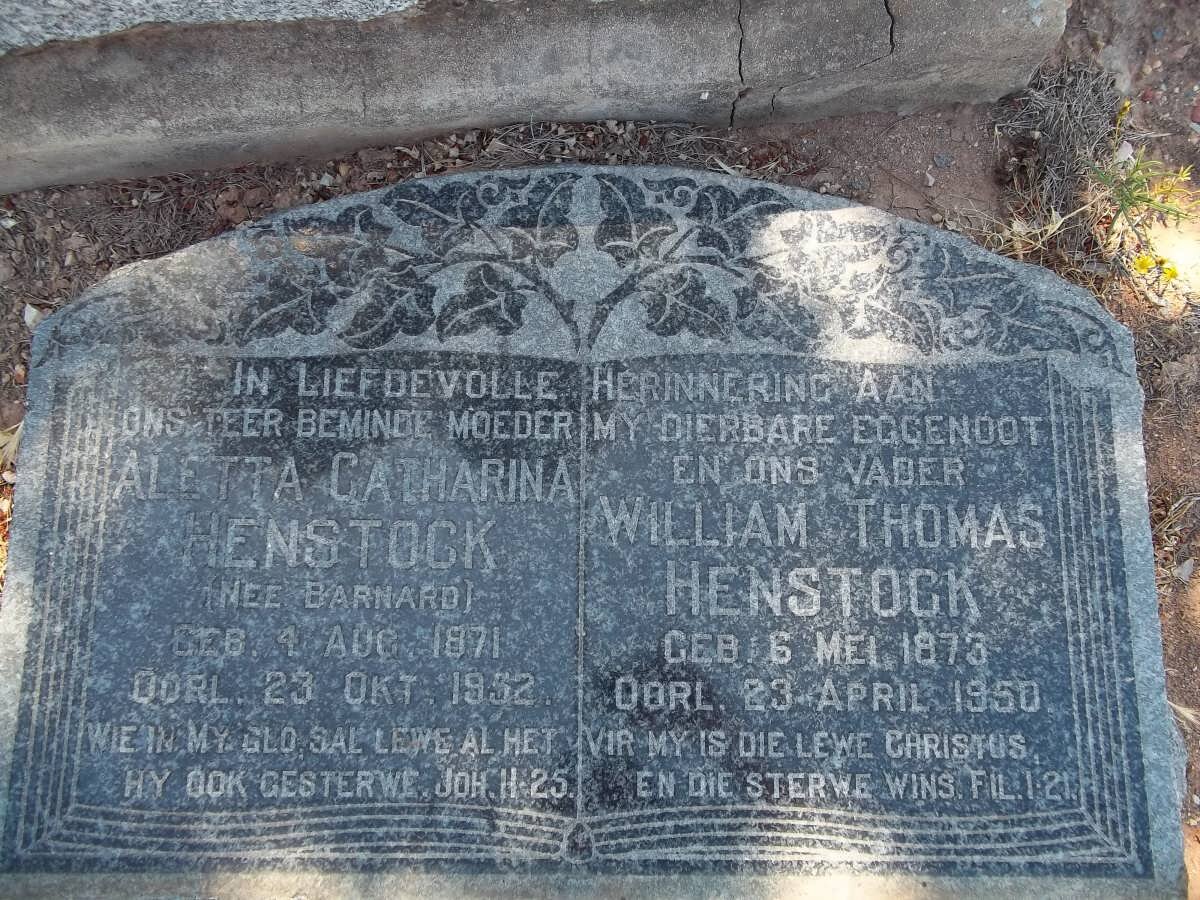 IN LIEFDEVOLLE HERINNERING AAN
ONS TEER BEMINDE MOEDER
ALETTA CATHARINA
HENSTOCK
(NEE BARNARD)
GEB. 4 AUG. 1871
OORL. 23 OKT. 1952.
WIE IN MY GLO, SAL LEWE AL HET
HY OOK GESTERWE. JOH. 11-25.
MY DIERBARE EGGENOOT
EN ONS VADER
WILLIAM THOMAS
HENSTOCK
GEB. 6 MEI. 1873
OORL. 23 APRIL 1950.
VIR MY IS DIE LEWE CHRISTUS,
EN DIE STERWE WINS. FIL. 1:21.